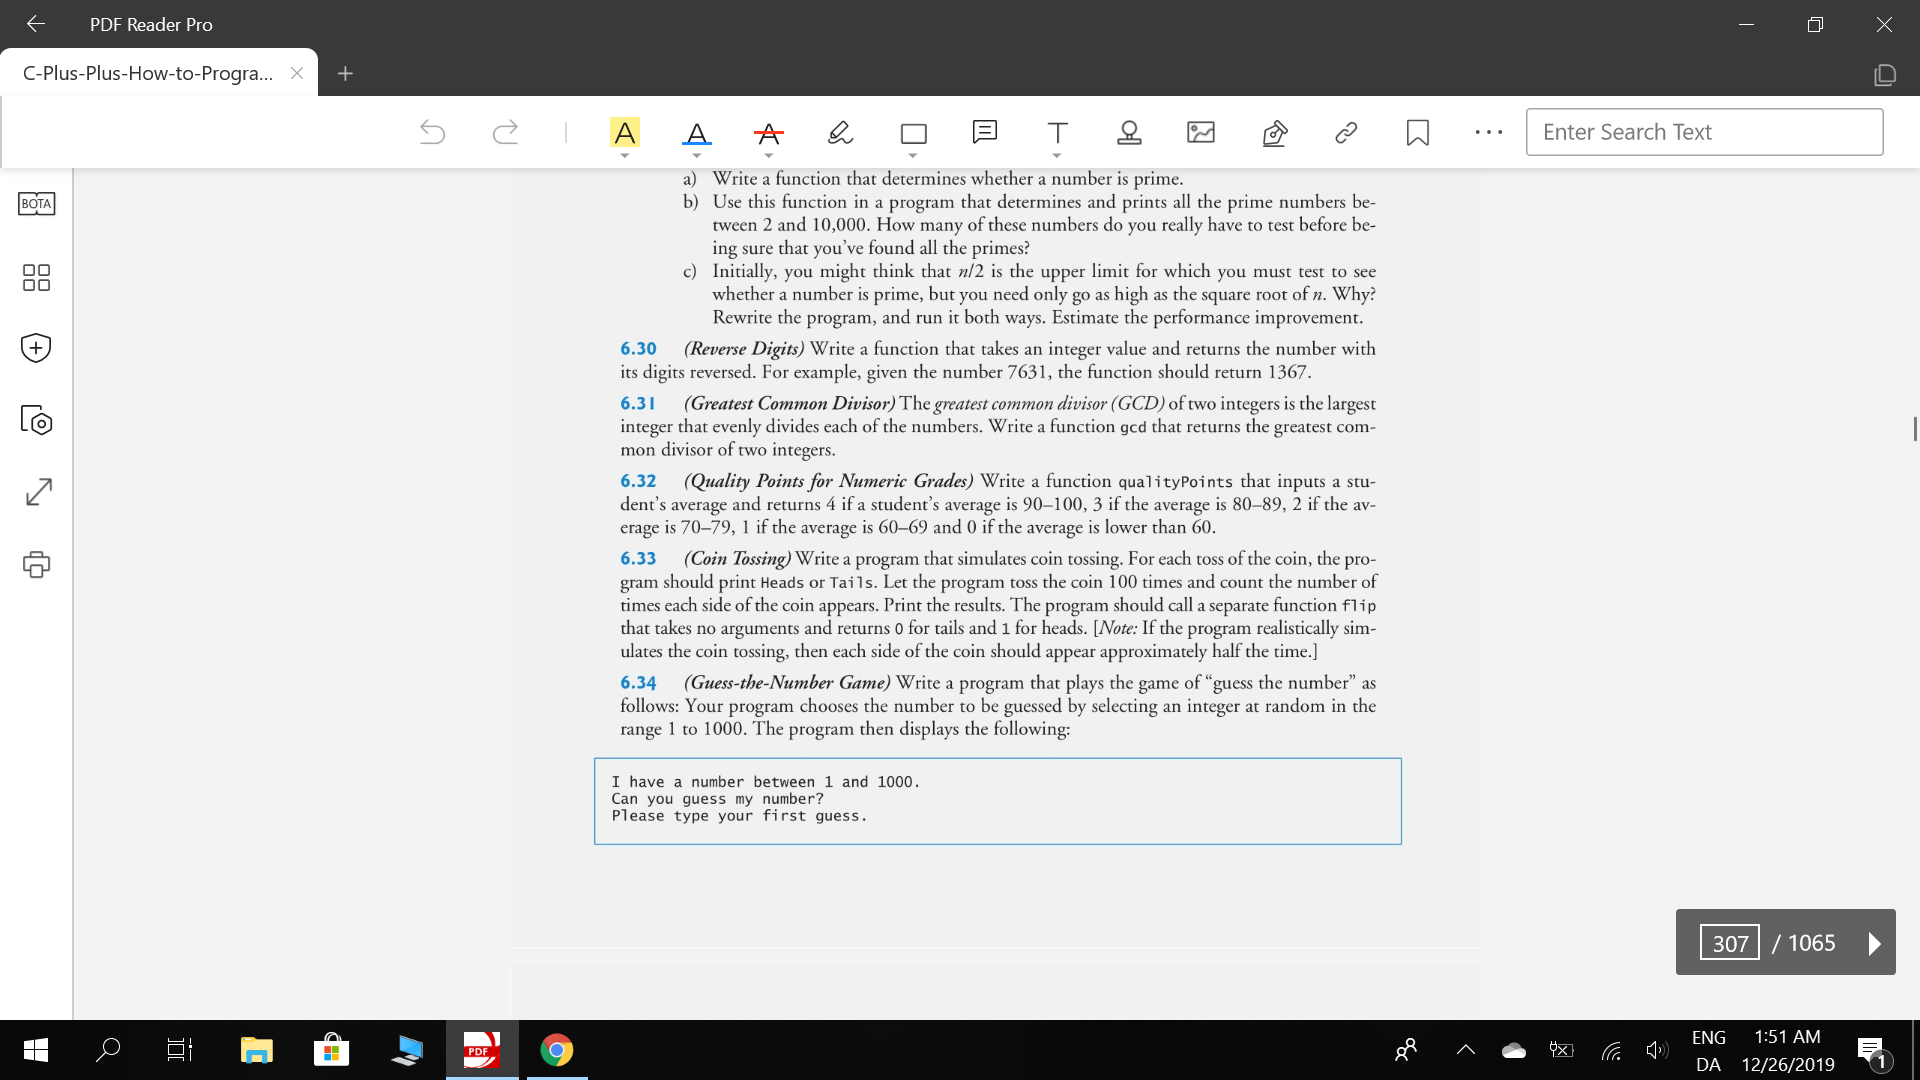 PDF Reader Pro
C-Plus-Plus-How-to-Progra...
A A A T Enter Search Text
BOTA
a) Write a function that determines whether a number is prime.
b) Use this function in a program that determines and prints all the prime numbers be-
tween 2 and 10,000. How many of these numbers do you really have to test before be-
ing sure that you've found all the primes?
c) Initially, you might think that n/2 is the upper limit for which you must test to see
whether a number is prime, but you need only go as high as the square root of n. Why?
Rewrite the program, and run it both ways. Estimate the performance improvement.
6.30 (Reverse Digits) Write a function that takes an integer value and returns the number with
its digits reversed. For example, given the number 7631, the function should return 1367.
6.31 (Greatest Common Divisor) The greatest common divisor (GCD) of two integers is the largest
integer that evenly divides each of the numbers. Write a function gcd that returns the greatest com-
mon divisor of two integers.
6.32 (Quality Points for Numeric Grades) Write a function qualityPoints that inputs a stu-
dent's average and returns 4 if a student's average is 90–100, 3 if the average is 80–89, 2 if the av-
erage is 70–79, 1 if the average is 60–69 and 0 if the average is lower than 60.
6.33 (Coin Tossing) Write a program that simulates coin tossing. For each toss of the coin, the pro-
gram should print Heads or Tails. Let the program toss the coin 100 times and count the number of
times each side of the coin appears. Print the results. The program should call a separate function flip
that takes no arguments and returns 0 for tails and 1 for heads. [Note: If the program realistically sim-
ulates the coin tossing, then each side of the coin should appear approximately half the time.]
6.34 (Guess-the-Number Game) Write a program that plays the game of “guess the number” as
follows: Your program chooses the number to be guessed by selecting an integer at random in the
range 1 to 1000. The program then displays the following:
I have a number between 1 and 1000.
Can you guess my number?
Please type your first guess.
307 / 1065
PDF
ENG 1:51 AM
DA 12/26/2019 1